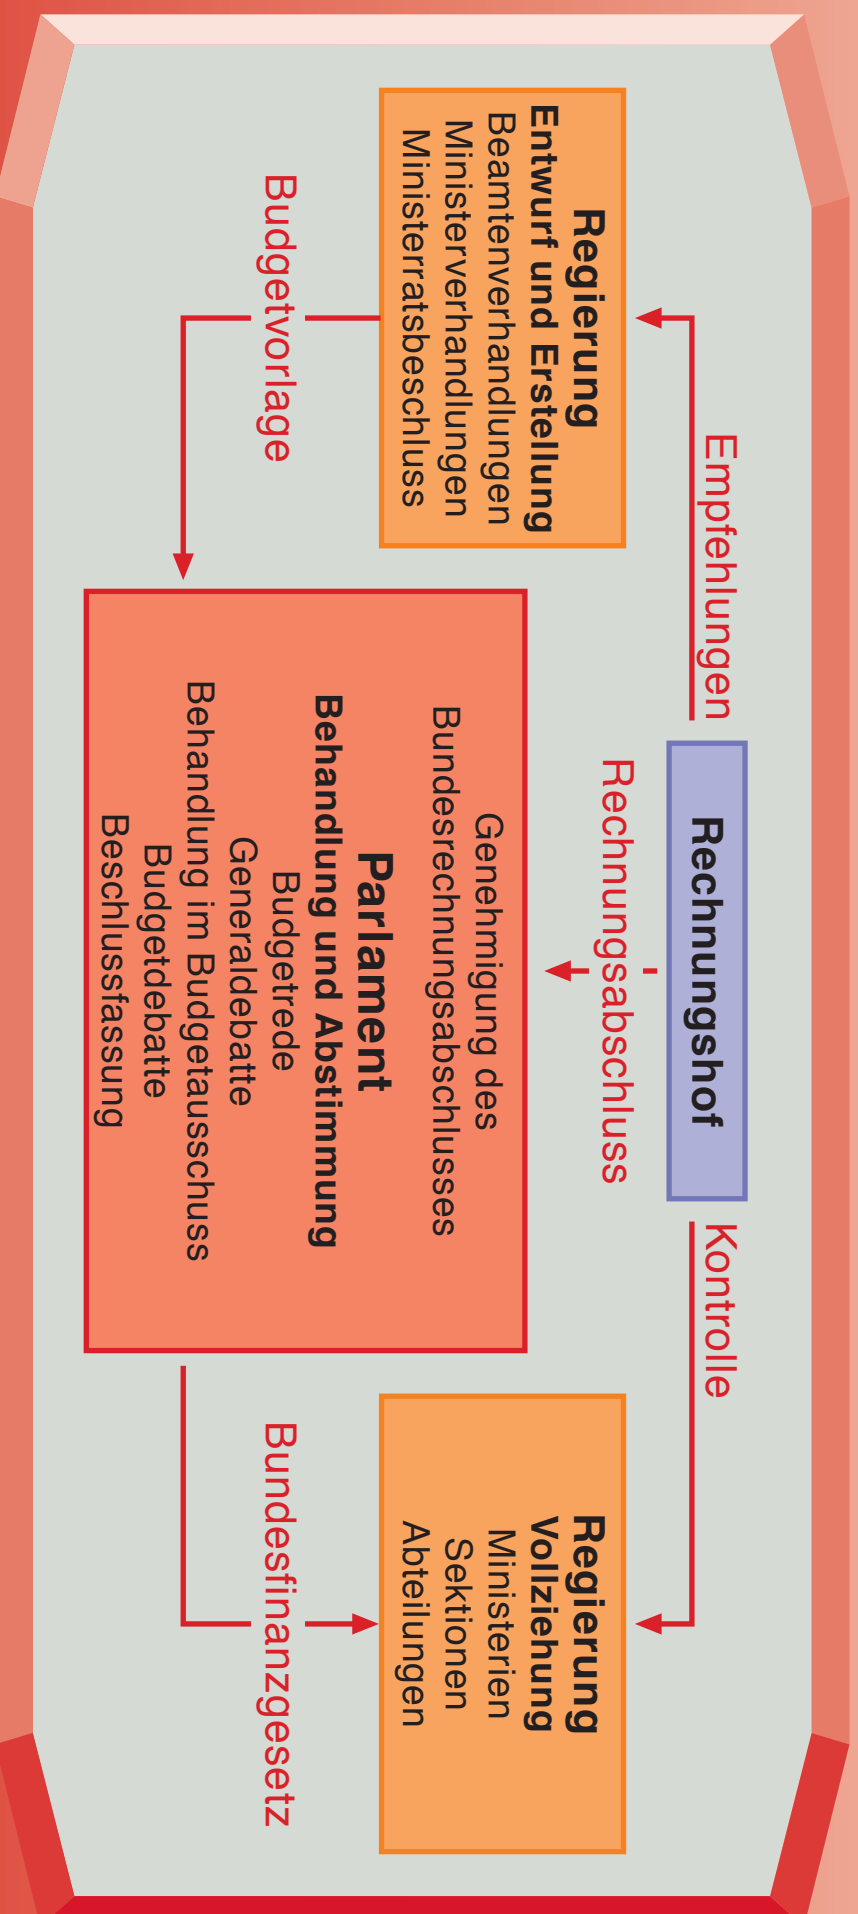 Rechnungshof
Empfehlungen
Kontrolle
Rechnungsabschluss
Regierung
Entwurf und Erstellung
Beamtenverhandlungen
Ministerverhandlungen
Ministerratsbeschluss
Budgetvorlage
Genehmigung des
Bundesrechnungsabschlusses
Parlament
Behandlung und Abstimmung
Budgetrede
Generaldebatte
Behandlung im Budgetausschuss
Budgetdebatte
Beschlussfassung
Regierung
Vollziehung
Ministerien
Sektionen
Abteilungen
Bundesfinanzgesetz